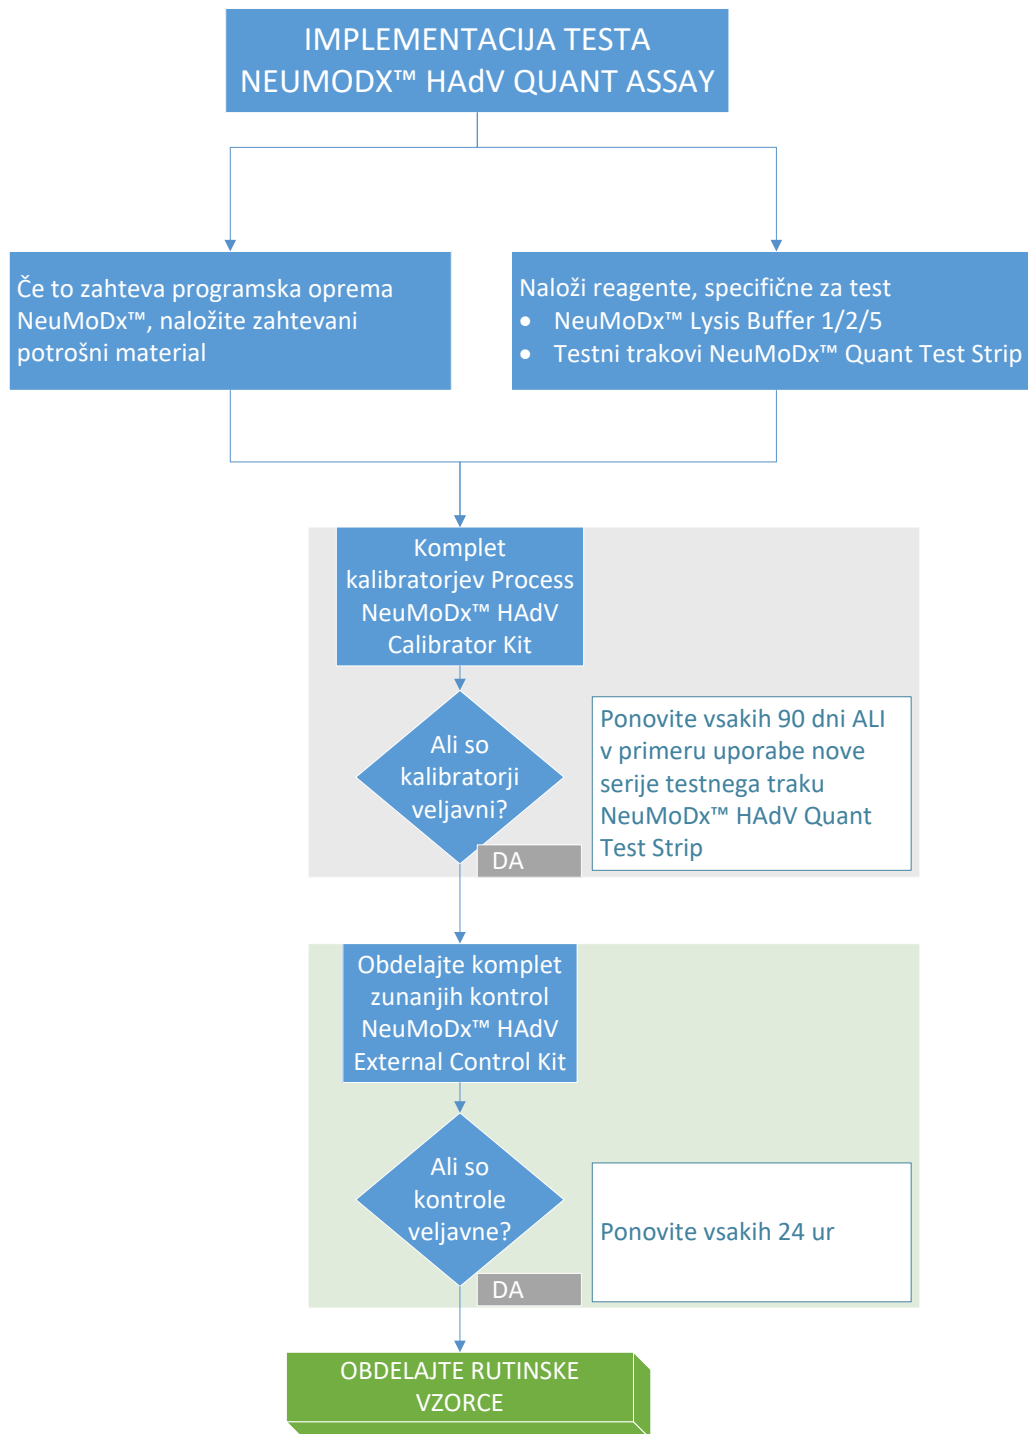 IMPLEMENTACIJA TESTA
NEUMODX™ HAdV QUANT ASSAY
Če to zahteva programska oprema
NeuMoDx™, naložite zahtevani
potrošni material
Naloži reagente, specifične za test
• NeuMoDx™ Lysis Buffer 1/2/5
• Testni trakovi NeuMoDx™ Quant Test Strip
Komplet
kalibratorjev Process
NeuMoDx™ HAdV
Calibrator Kit
Ali so
kalibratorji
veljavni?
DA
Ponovite vsakih 90 dni ALI
v primeru uporabe nove
serije testnega traku
NeuMoDx™ HAdV Quant
Test Strip
Obdelajte komplet
zunanjih kontrol
NeuMoDx™ HAdV
External Control Kit
Ali so
kontrole
veljavne?
DA
Ponovite vsakih 24 ur
OBDELAJTE RUTINSKE
VZORCE